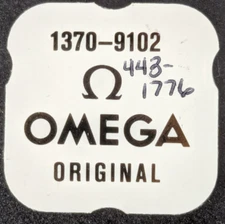 1370-9102
Ω 443-
1776
OMEGA
ORIGINAL